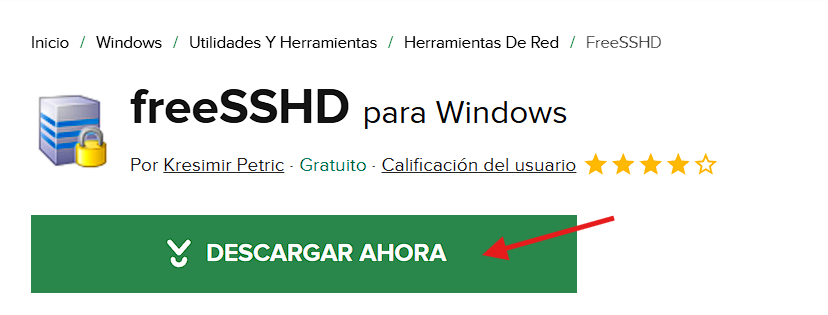 Inicio / Windows / Utilidades Y Herramientas / Herramientas De Red / FreeSSHD
freeSSHD para Windows
Por Kresimir Petric · Gratuito · Calificación del usuario
DESCARGAR AHORA